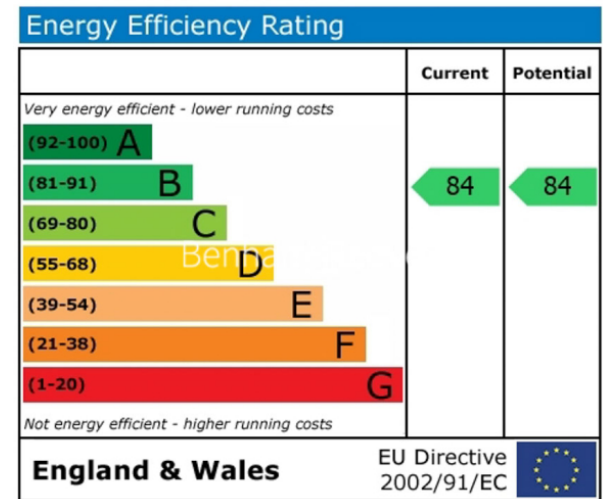 Energy Efficiency Rating
Current Potential
Very energy efficient - lower running costs
(92-100) A
(81-91) B 84 84
(69-80) C
(55-68) D
(39-54) E
(21-38) F
(1-20) G
Not energy efficient - higher running costs
England & Wales
EU Directive
2002/91/EC